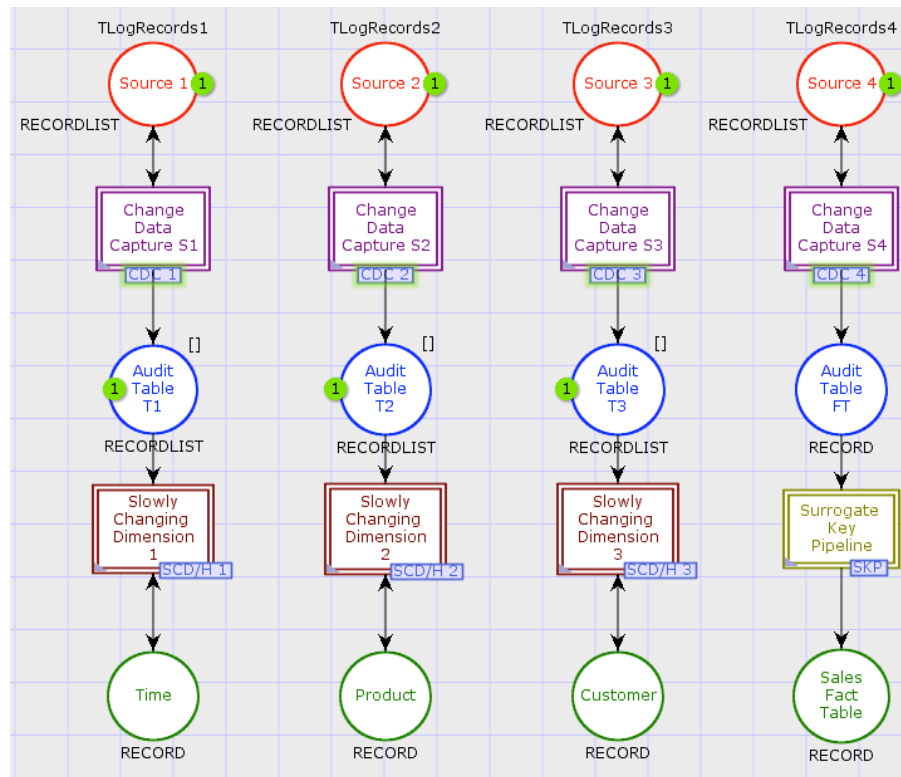 TLogRecords1
TLogRecords2
TLogRecords3
TLogRecords4
Source 1
1
Source 2
1
Source 3
1
Source 4
1
RECORDLIST
RECORDLIST
RECORDLIST
RECORDLIST
Change
Data
Capture S1
CDC 1
Change
Data
Capture S2
CDC 2
Change
Data
Capture S3
CDC 3
Change
Data
Capture S4
CDC 4
[]
Audit
Table
T1
1
RECORDLIST
[]
Audit
Table
T2
1
RECORDLIST
[]
Audit
Table
T3
1
RECORDLIST
Audit
Table
FT
RECORD
Slowly
Changing
Dimension
1
SCD/H 1
Slowly
Changing
Dimension
2
SCD/H 2
Slowly
Changing
Dimension
3
SCD/H 3
Surrogate
Key
Pipeline
SKP
Time
RECORD
Product
RECORD
Customer
RECORD
Sales
Fact
Table
RECORD